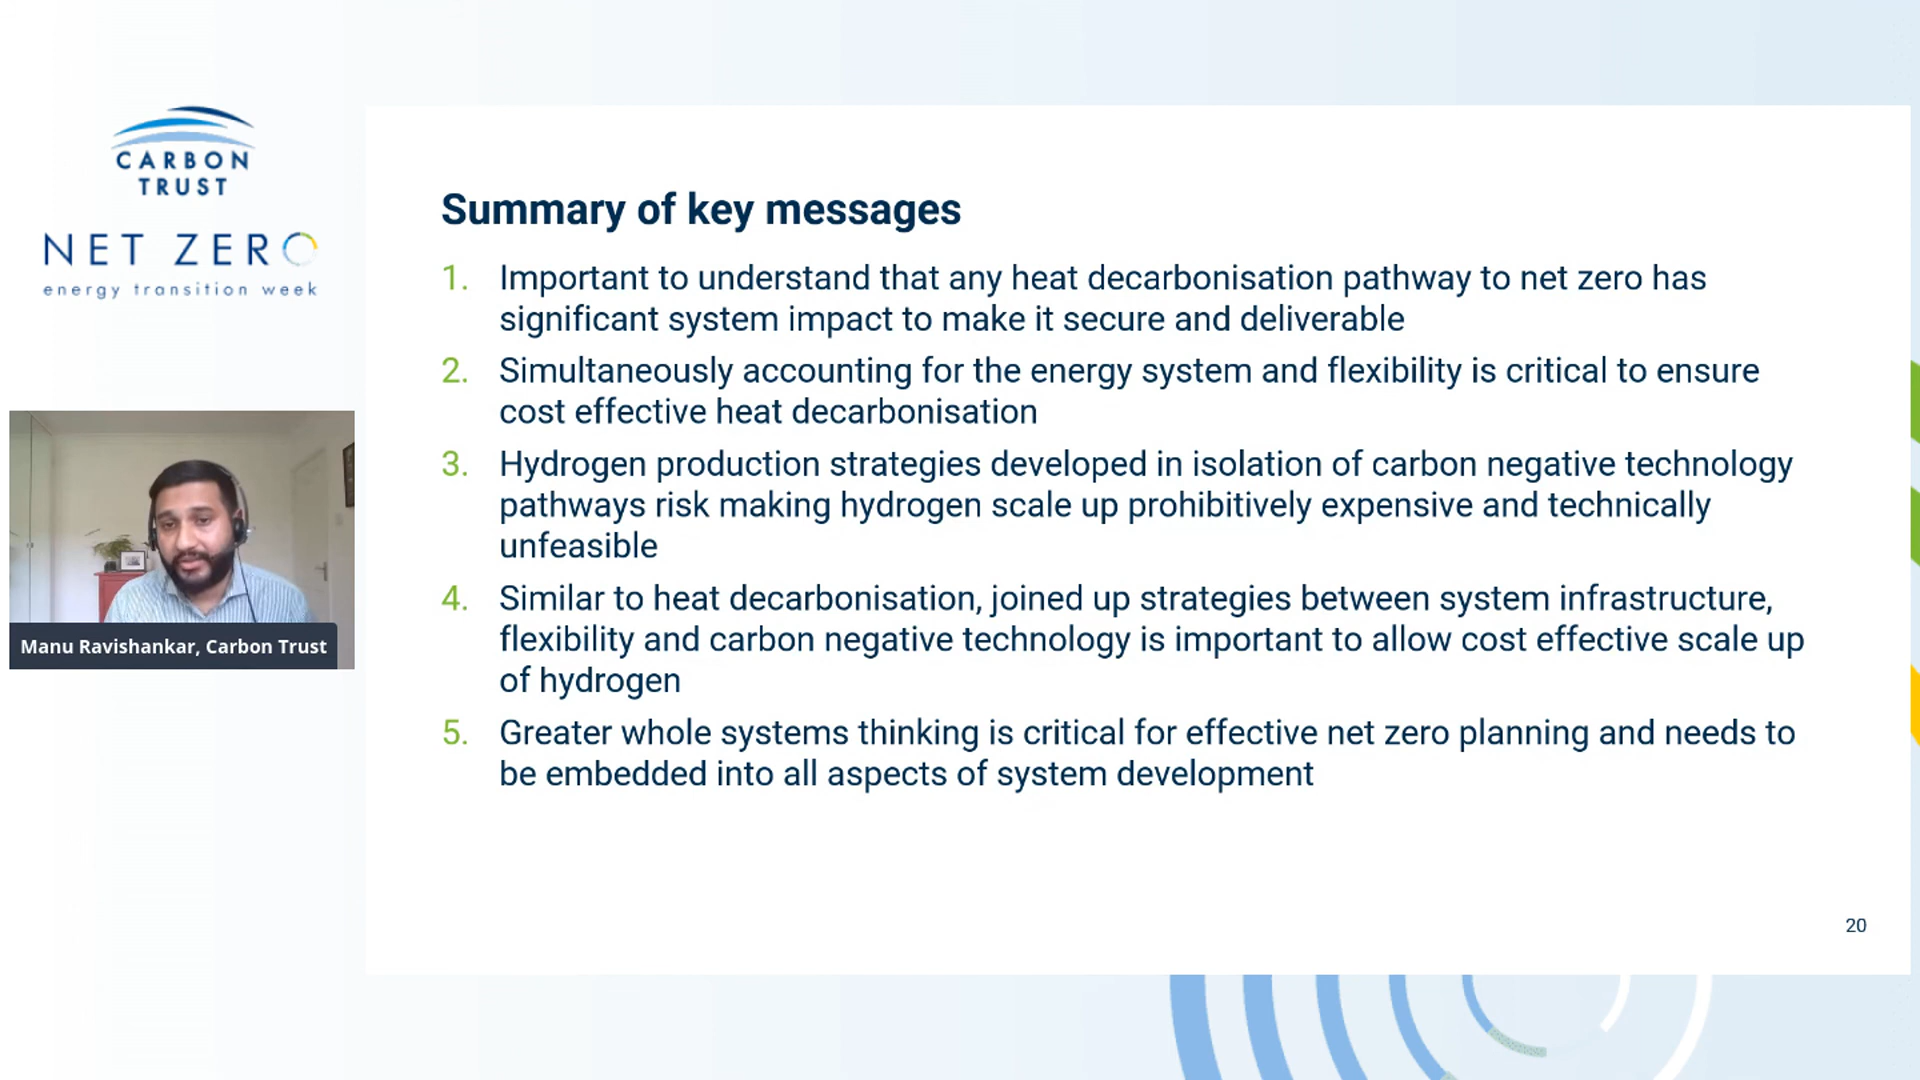 CARBON
TRUST
NET ZERO
energy transition week
Manu Ravishankar, Carbon Trust
Summary of key messages
1. Important to understand that any heat decarbonisation pathway to net zero has
significant system impact to make it secure and deliverable
2. Simultaneously accounting for the energy system and flexibility is critical to ensure
cost effective heat decarbonisation
3. Hydrogen production strategies developed in isolation of carbon negative technology
pathways risk making hydrogen scale up prohibitively expensive and technically
unfeasible
4. Similar to heat decarbonisation, joined up strategies between system infrastructure,
flexibility and carbon negative technology is important to allow cost effective scale up
of hydrogen
5. Greater whole systems thinking is critical for effective net zero planning and needs to
be embedded into all aspects of system development
20